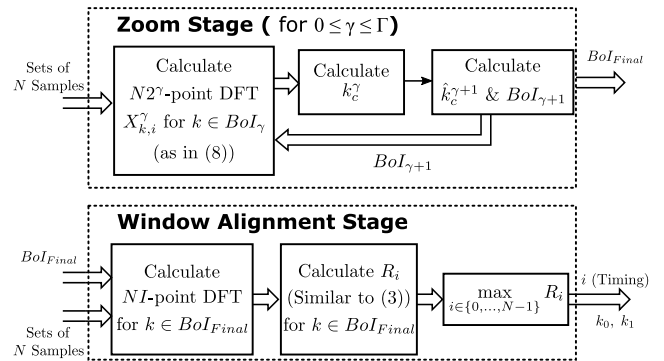 Zoom Stage ( for 0 ≤ γ ≤ Γ)
Sets of
N Samples
Calculate
N2^γ-point DFT
X^γ_{k,i} for k ∈ BoI_γ
(as in (8))
Calculate
k^γ_c
Calculate
k̂^{γ+1}_c & BoI_{γ+1}
BoI_{Final}
BoI_{γ+1}
Window Alignment Stage
BoI_{Final}
Sets of
N Samples
Calculate
NI-point DFT
for k ∈ BoI_{Final}
Calculate R_i
(Similar to (3))
for k ∈ BoI_{Final}
max R_i
i∈{0,...,N−1}
i (Timing)
k_0, k_1